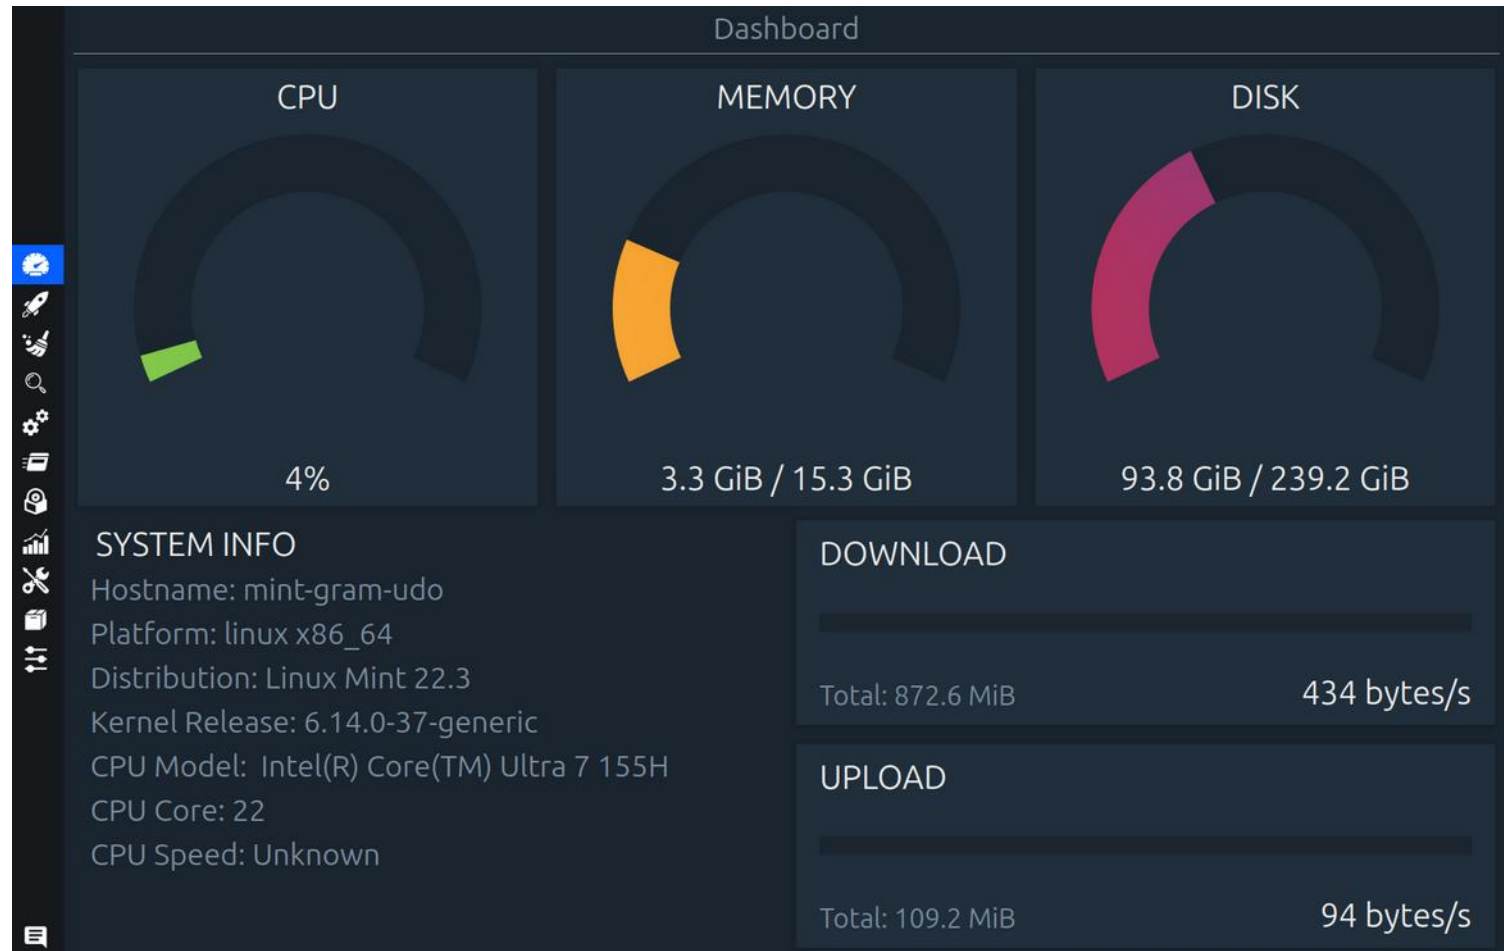 Dashboard
CPU
MEMORY
DISK
4%
3.3 GiB / 15.3 GiB
93.8 GiB / 239.2 GiB
SYSTEM INFO
Hostname: mint-gram-udo
Platform: linux x86_64
Distribution: Linux Mint 22.3
Kernel Release: 6.14.0-37-generic
CPU Model:  Intel(R) Core(TM) Ultra 7 155H
CPU Core: 22
CPU Speed: Unknown
DOWNLOAD
Total: 872.6 MiB
434 bytes/s
UPLOAD
Total: 109.2 MiB
94 bytes/s